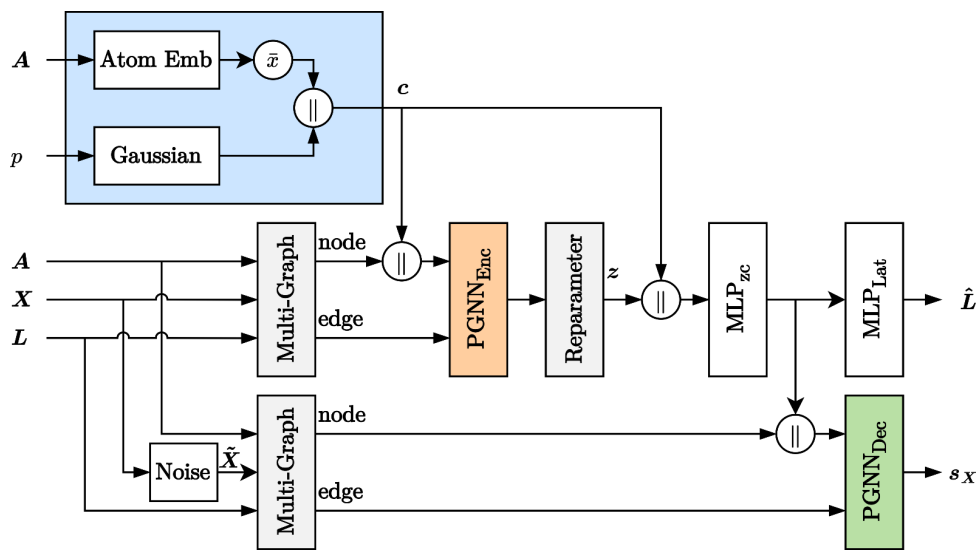 A
Atom Emb
x̄
||
c
p
Gaussian
A
X
L
Multi-Graph
node
edge
||
PGNN_Enc
Reparameter
z
||
MLP_zc
MLP_Lat
L̂
Noise
X̃
Multi-Graph
node
edge
||
PGNN_Dec
s_X